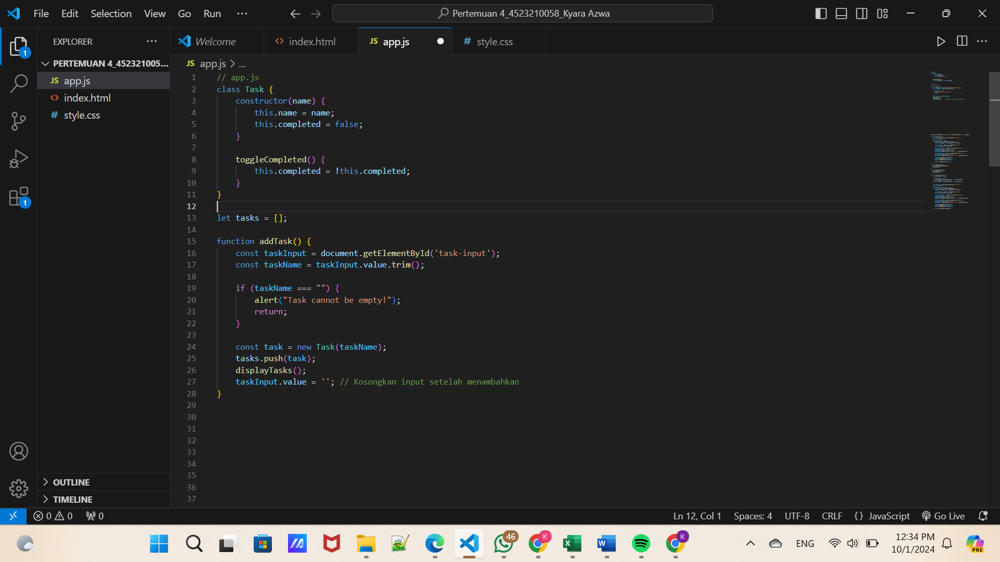 File Edit Selection View Go Run ...
Pertemuan 4_4523210058_Kyara Azwa
EXPLORER
Welcome
index.html
JS app.js
# style.css
PERTEMUAN 4_452321005...
JS app.js > ...
JS app.js
index.html
# style.css
1 // app.js
2 class Task {
3 constructor(name) {
4 this.name = name;
5 this.completed = false;
6 }
7
8 toggleCompleted() {
9 this.completed = !this.completed;
10 }
11 }
12
13 let tasks = [];
14
15 function addTask() {
16 const taskInput = document.getElementById('task-input');
17 const taskName = taskInput.value.trim();
18
19 if (taskName === "") {
20 alert("Task cannot be empty!");
21 return;
22 }
23
24 const task = new Task(taskName);
25 tasks.push(task);
26 displayTasks();
27 taskInput.value = ''; // Kosongkan input setelah menambahkan
28 }
29
30
31
32
33
34
35
36
37
1
1
OUTLINE
TIMELINE
0 0 0
Ln 12, Col 1 Spaces: 4 UTF-8 CRLF {} JavaScript Go Live
46
K
K
ENG
12:34 PM
10/1/2024
PRE